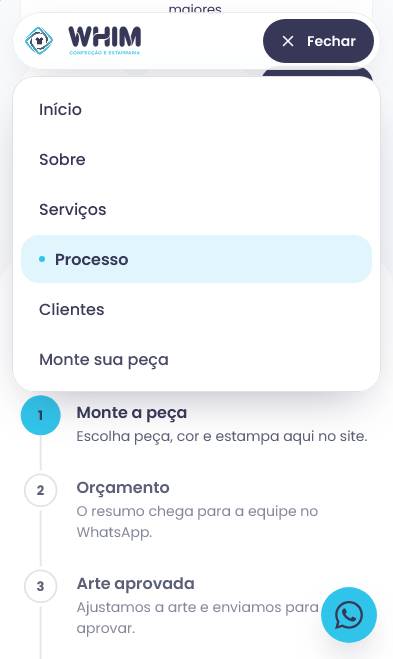 maiores
WHIM
CONFECÇÃO E ESTAMPARIA
Fechar
Início
Sobre
Serviços
Processo
Clientes
Monte sua peça
1
Monte a peça
Escolha peça, cor e estampa aqui no site.
2
Orçamento
O resumo chega para a equipe no
WhatsApp.
3
Arte aprovada
Ajustamos a arte e enviamos para
aprovar.